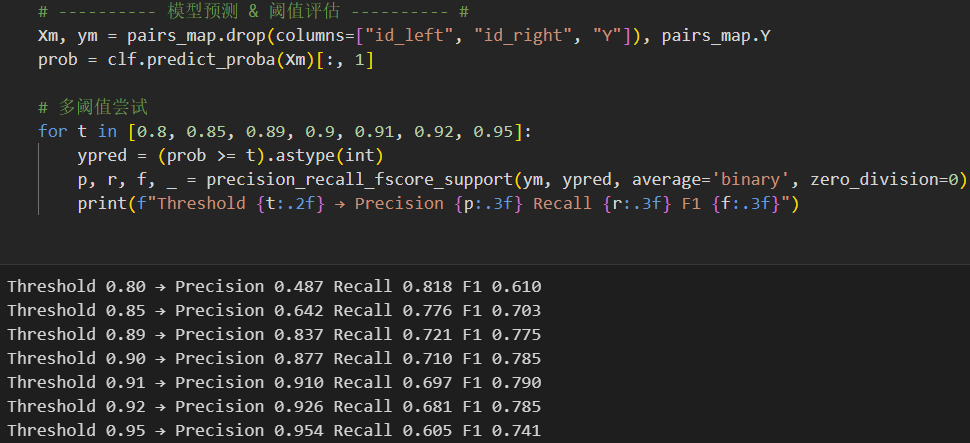 # ---------- 模型预测 & 阈值评估 ---------- #
Xm, ym = pairs_map.drop(columns=["id_left", "id_right", "Y"]), pairs_map.Y
prob = clf.predict_proba(Xm)[:, 1]
# 多阈值尝试
for t in [0.8, 0.85, 0.89, 0.9, 0.91, 0.92, 0.95]:
    ypred = (prob >= t).astype(int)
    p, r, f, _ = precision_recall_fscore_support(ym, ypred, average='binary', zero_division=0)
    print(f"Threshold {t:.2f} → Precision {p:.3f} Recall {r:.3f} F1 {f:.3f}")
Threshold 0.80 → Precision 0.487 Recall 0.818 F1 0.610
Threshold 0.85 → Precision 0.642 Recall 0.776 F1 0.703
Threshold 0.89 → Precision 0.837 Recall 0.721 F1 0.775
Threshold 0.90 → Precision 0.877 Recall 0.710 F1 0.785
Threshold 0.91 → Precision 0.910 Recall 0.697 F1 0.790
Threshold 0.92 → Precision 0.926 Recall 0.681 F1 0.785
Threshold 0.95 → Precision 0.954 Recall 0.605 F1 0.741